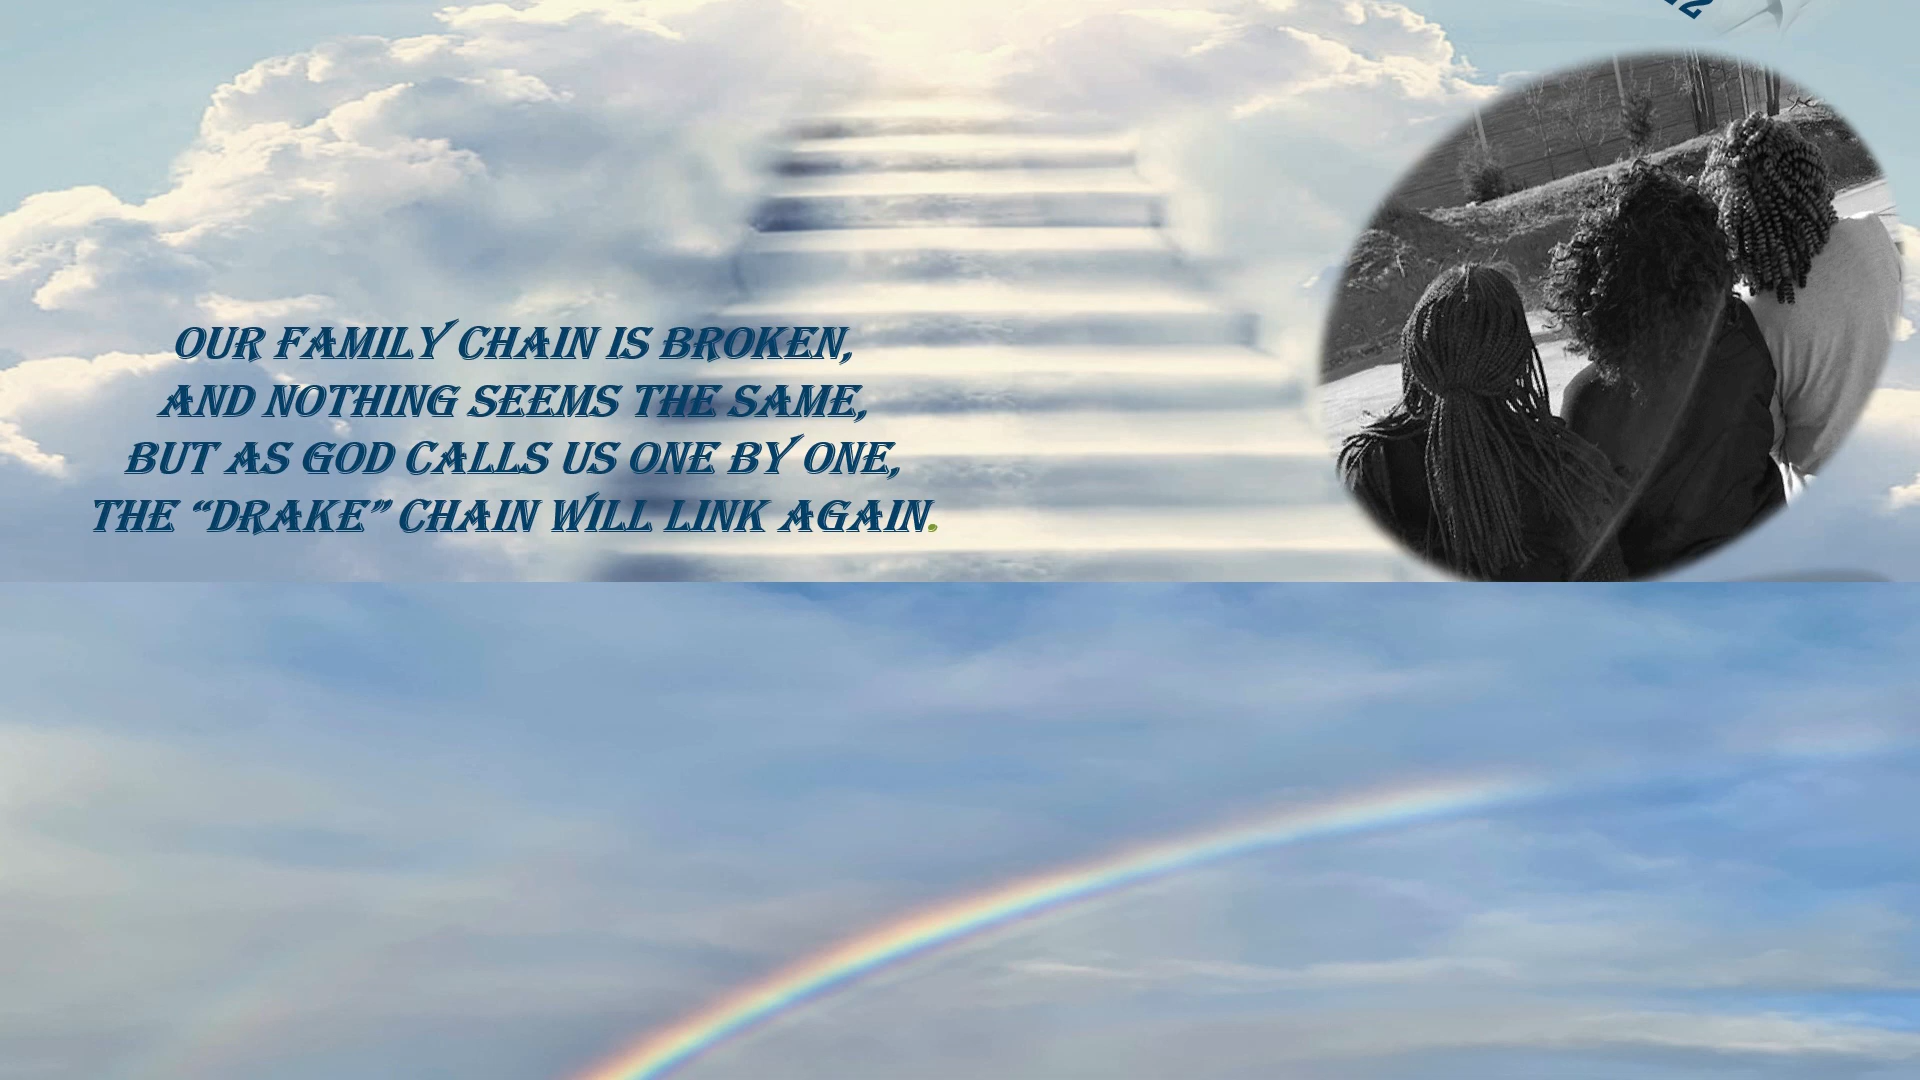 OUR FAMILY CHAIN IS BROKEN,
AND NOTHING SEEMS THE SAME,
BUT AS GOD CALLS US ONE BY ONE,
THE “DRAKE” CHAIN WILL LINK AGAIN.